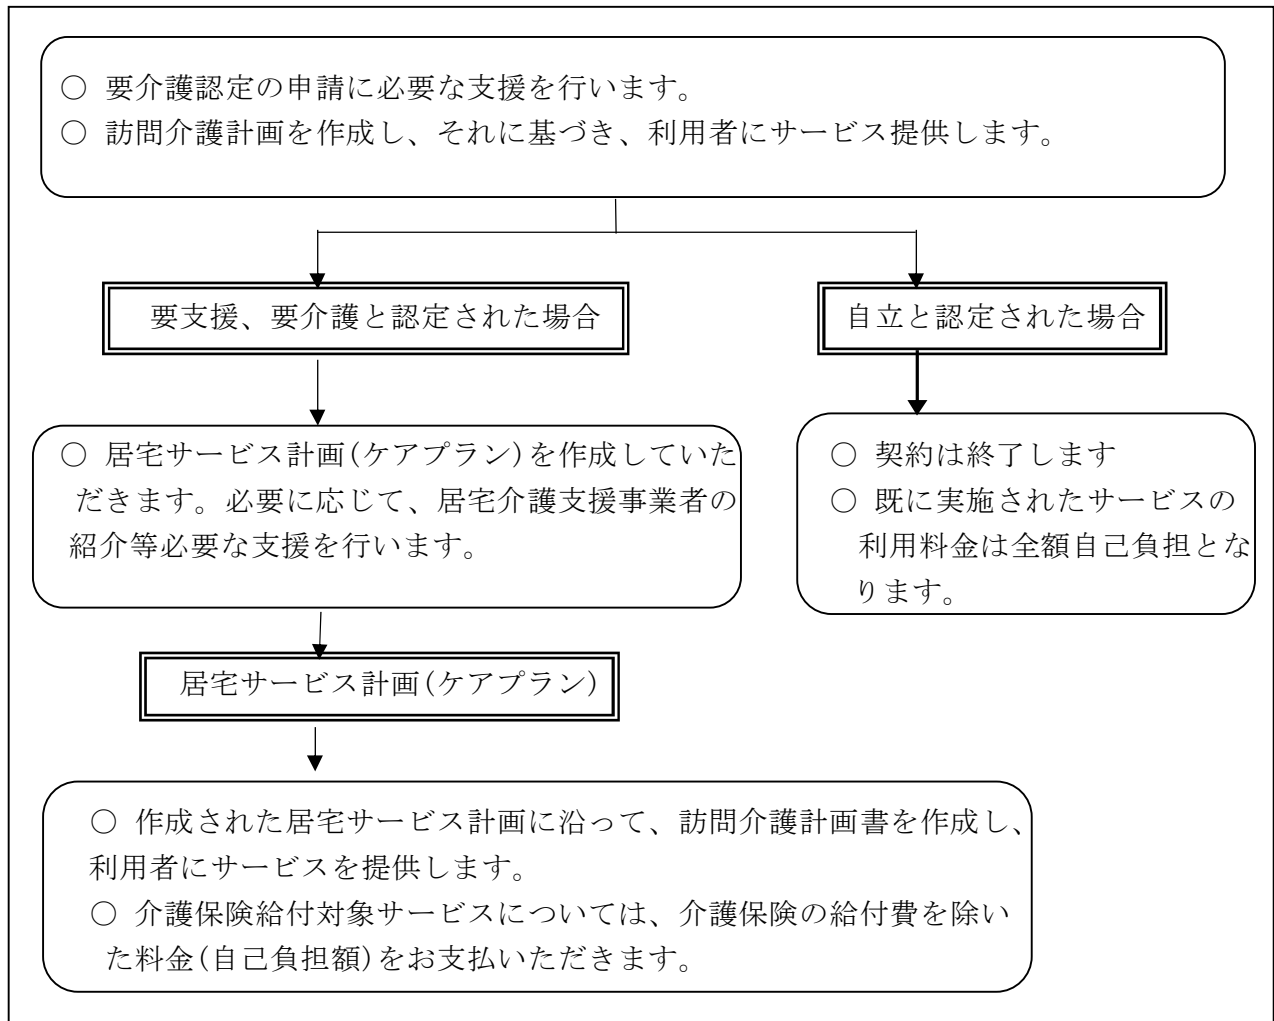 ○ 要介護認定の申請に必要な支援を行います。
○ 訪問介護計画を作成し、それに基づき、利用者にサービス提供します。
要支援、要介護と認定された場合
自立と認定された場合
○ 居宅サービス計画(ケアプラン)を作成していた
だきます。必要に応じて、居宅介護支援事業者の
紹介等必要な支援を行います。
○ 契約は終了します
○ 既に実施されたサービスの
利用料金は全額自己負担とな
ります。
居宅サービス計画(ケアプラン)
○ 作成された居宅サービス計画に沿って、訪問介護計画書を作成し、
利用者にサービスを提供します。
○ 介護保険給付対象サービスについては、介護保険の給付費を除い
た料金(自己負担額)をお支払いただきます。